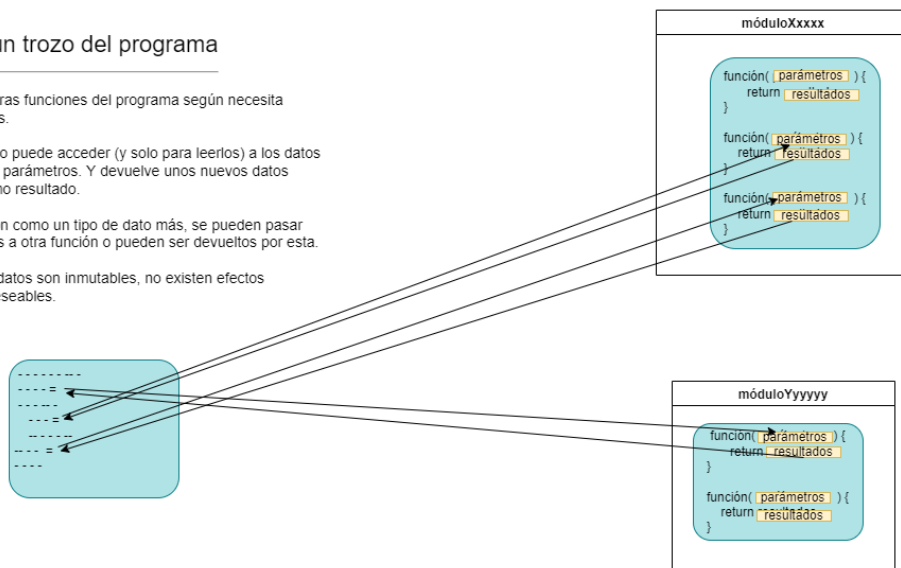 un trozo del programa
ras funciones del programa según necesita
s.
o puede acceder (y solo para leerlos) a los datos
parámetros. Y devuelve unos nuevos datos
no resultado.
n como un tipo de dato más, se pueden pasar
s a otra función o pueden ser devueltos por esta.
datos son inmutables, no existen efectos
seables.
- - - - - - -- -
- - - - =
- - - -- -
- - - =
-- - - - --
-- - - =
- - - -
móduloXxxxx
función( parámetros ) {
return resultados
}
función( parámetros ) {
return resultados
}
función( parámetros ) {
return resultados
}
móduloYyyyyy
función( parámetros ) {
return resultados
}
función( parámetros ) {
return resultados
}